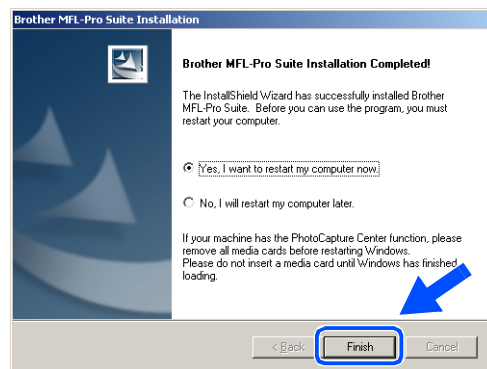 Brother MFL-Pro Suite Installation
Brother MFL-Pro Suite Installation Completed!
The InstallShield Wizard has successfully installed Brother
MFL-Pro Suite. Before you can use the program, you must
restart your computer.
Yes, I want to restart my computer now.
No, I will restart my computer later.
If your machine has the PhotoCapture Center function, please
remove all media cards before restarting Windows.
Please do not insert a media card until Windows has finished
loading.
< Back
Finish
Cancel